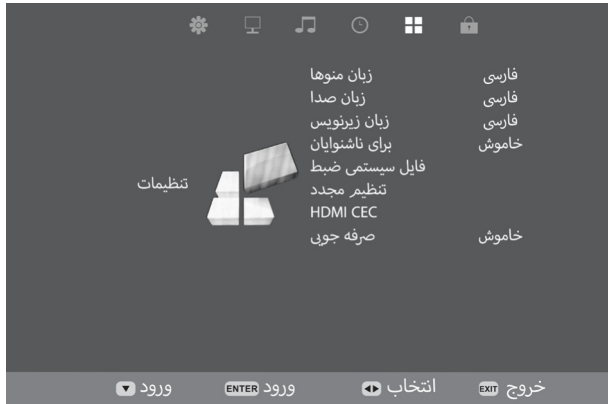 زبان منوها فارسی
زبان صدا فارسی
زبان زیرنویس فارسی
برای ناشنوایان خاموش
فایل سیستمی ضبط
تنظیمات
تنظیم مجدد
HDMI CEC
صرفه جویی خاموش
خروج EXIT انتخاب ورود ENTER ورود